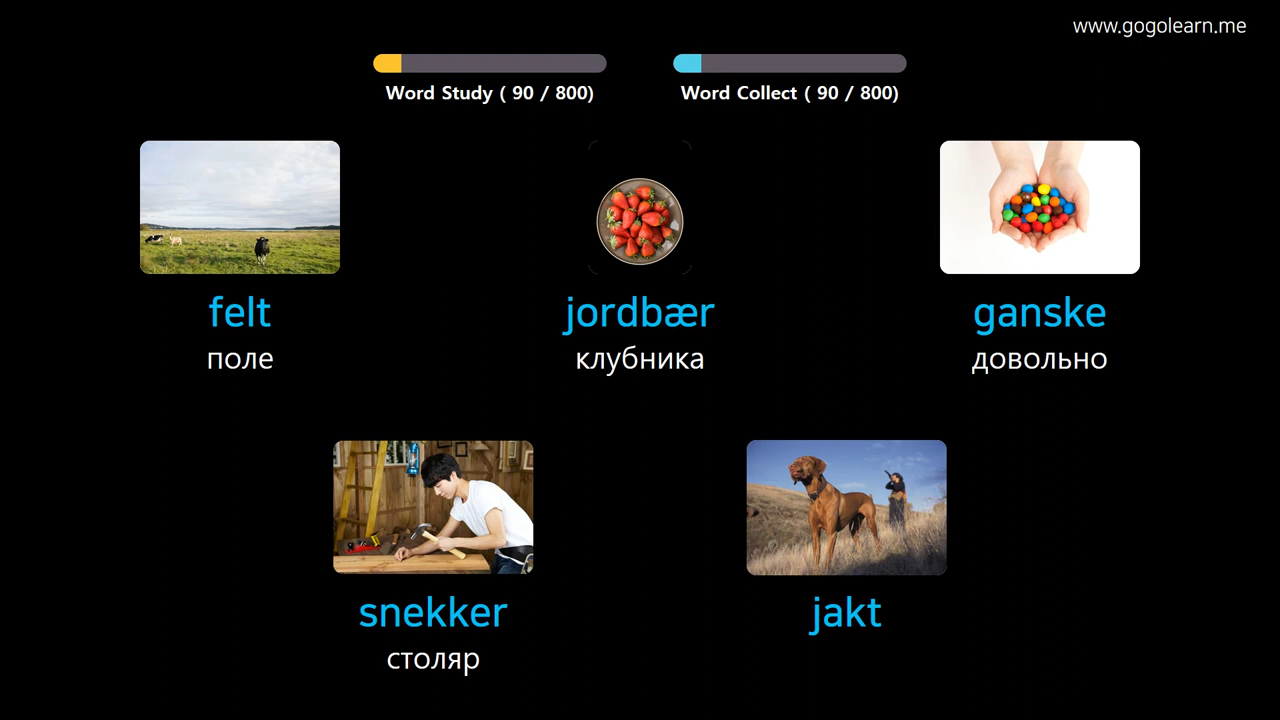 www.gogolearn.me
Word Study ( 90 / 800)
Word Collect ( 90 / 800)
felt
поле
jordbær
клубника
ganske
довольно
snekker
столяр
jakt